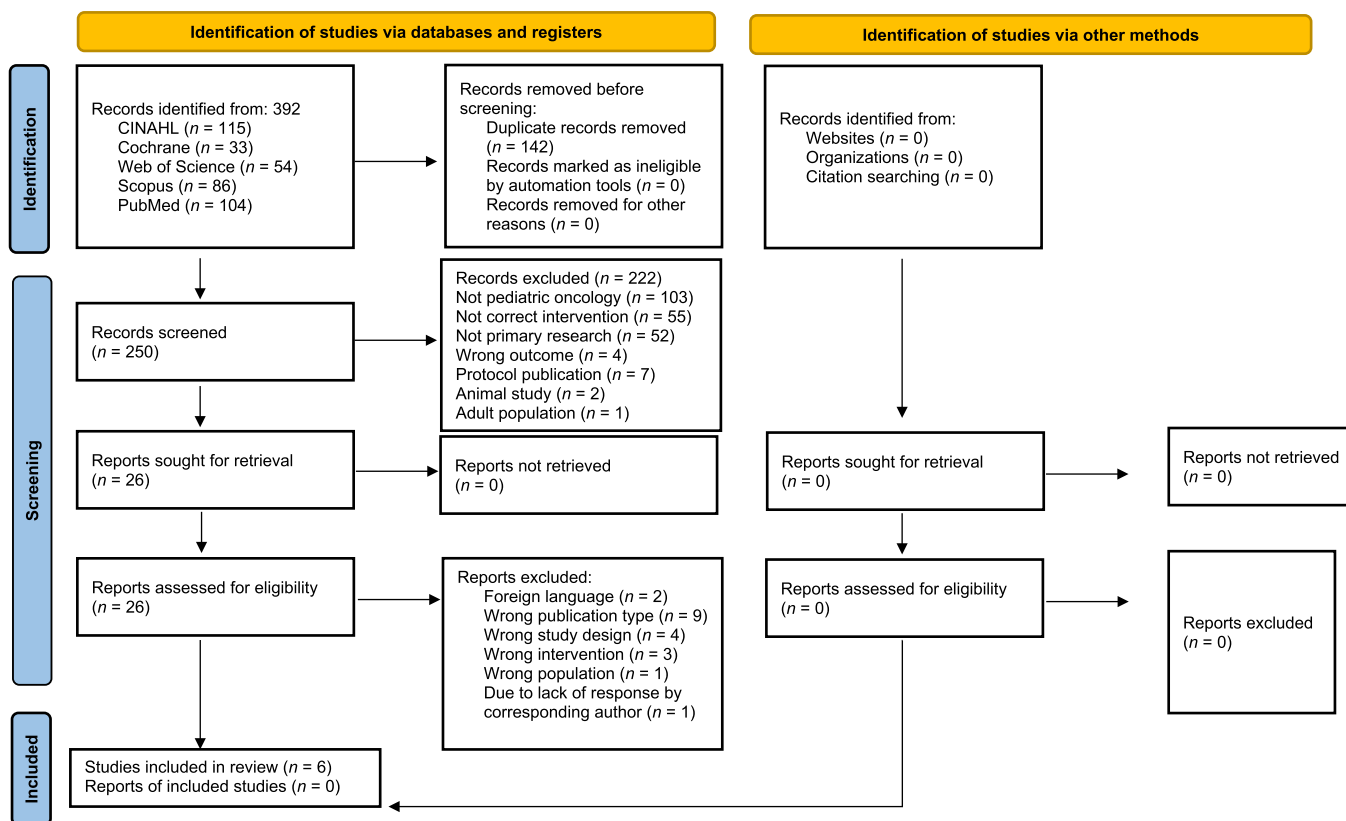 Identification of studies via databases and registers
Identification of studies via other methods
Identification
Records identified from: 392
CINAHL (n = 115)
Cochrane (n = 33)
Web of Science (n = 54)
Scopus (n = 86)
PubMed (n = 104)
Records removed before
screening:
Duplicate records removed
(n = 142)
Records marked as ineligible
by automation tools (n = 0)
Records removed for other
reasons (n = 0)
Records identified from:
Websites (n = 0)
Organizations (n = 0)
Citation searching (n = 0)
Screening
Records screened
(n = 250)
Records excluded (n = 222)
Not pediatric oncology (n = 103)
Not correct intervention (n = 55)
Not primary research (n = 52)
Wrong outcome (n = 4)
Protocol publication (n = 7)
Animal study (n = 2)
Adult population (n = 1)
Reports sought for retrieval
(n = 26)
Reports not retrieved
(n = 0)
Reports sought for retrieval
(n = 0)
Reports not retrieved
(n = 0)
Reports assessed for eligibility
(n = 26)
Reports excluded:
Foreign language (n = 2)
Wrong publication type (n = 9)
Wrong study design (n = 4)
Wrong intervention (n = 3)
Wrong population (n = 1)
Due to lack of response by
corresponding author (n = 1)
Reports assessed for eligibility
(n = 0)
Reports excluded
(n = 0)
Included
Studies included in review (n = 6)
Reports of included studies (n = 0)